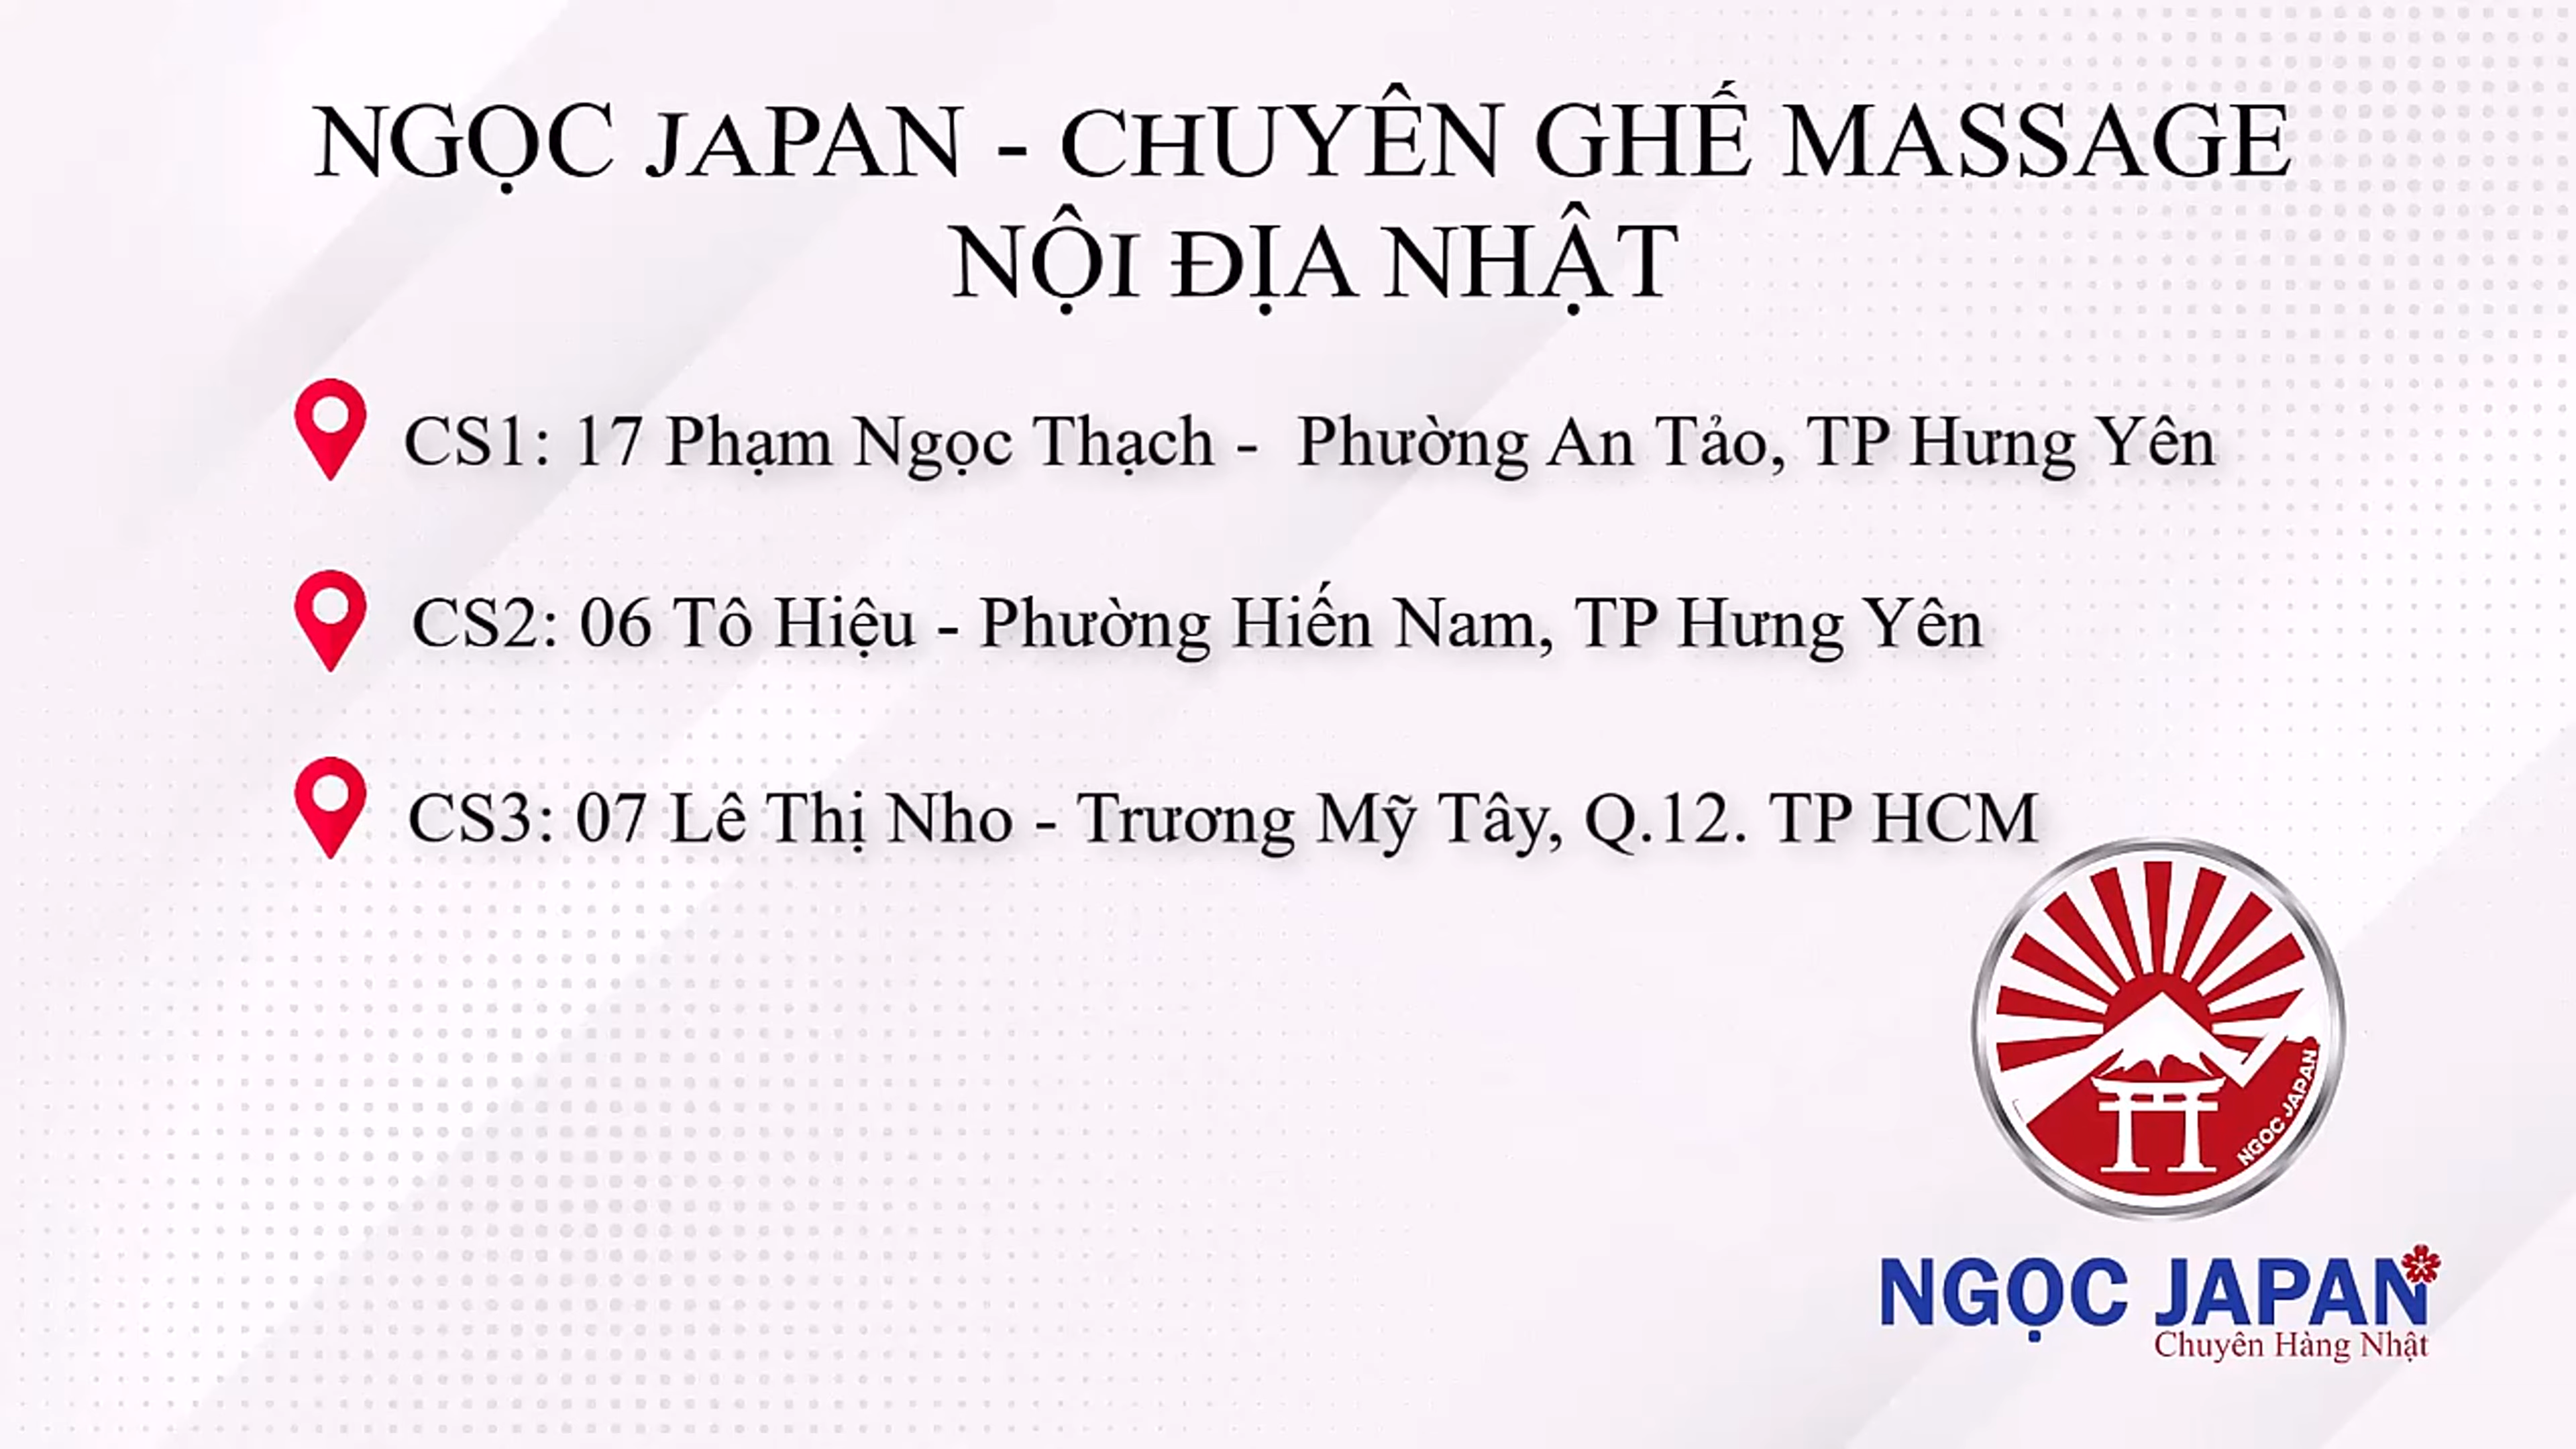 NGỌC JAPAN - CHUYÊN GHẾ MASSAGE
NỘI ĐỊA NHẬT
CS1: 17 Phạm Ngọc Thạch -  Phường An Tảo, TP Hưng Yên
CS2: 06 Tô Hiệu - Phường Hiến Nam, TP Hưng Yên
CS3: 07 Lê Thị Nho - Trương Mỹ Tây, Q.12. TP HCM
NGOC JAPAN
NGỌC JAPAN
Chuyên Hàng Nhật